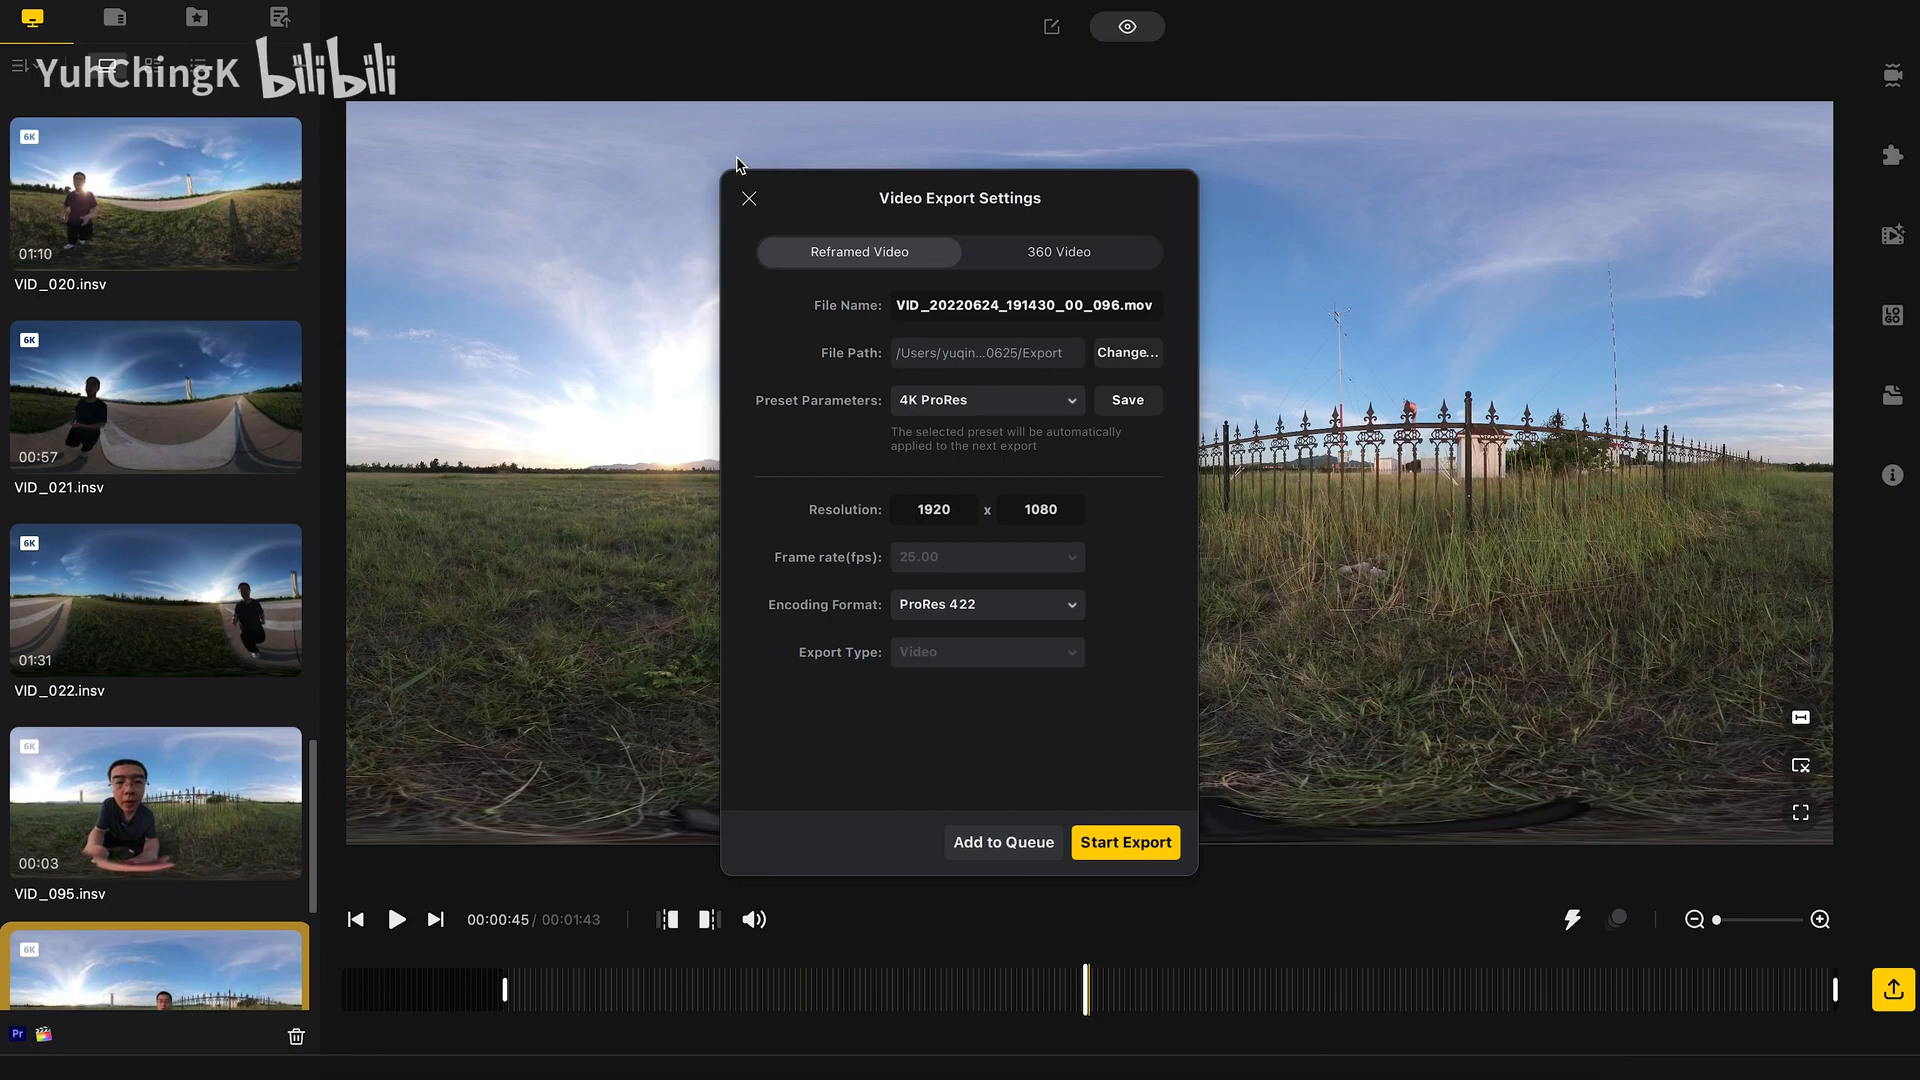 YuhChingK bilibili
6K
01:10
VID_020.insv
6K
00:57
VID_021.insv
6K
01:31
VID_022.insv
6K
00:03
VID_095.insv
6K
Pr
Video Export Settings
Reframed Video
360 Video
File Name: VID_20220624_191430_00_096.mov
File Path: /Users/yuqin...0625/Export Change...
Preset Parameters: 4K ProRes Save
The selected preset will be automatically
applied to the next export
Resolution: 1920 x 1080
Frame rate(fps): 25.00
Encoding Format: ProRes 422
Export Type: Video
Add to Queue
Start Export
00:00:45 / 00:01:43
LO
GO